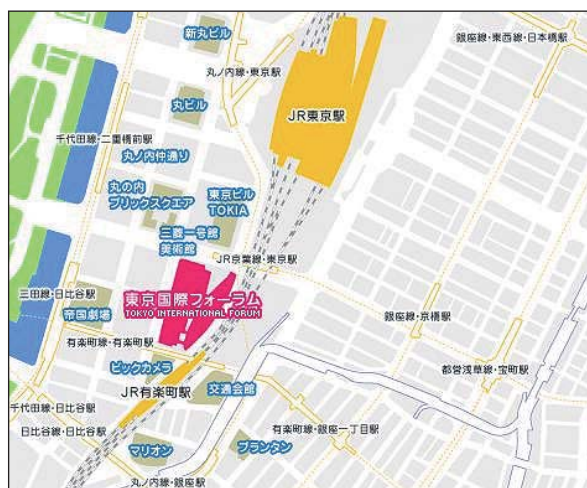 新丸ビル
銀座線・東西線・日本橋駅
丸ノ内線・東京駅
丸ビル
JR東京駅
千代田線・二重橋前駅
丸ノ内仲通り
丸の内
ブリックスクエア
東京ビル
TOKIA
三菱一号館
美術館
JR京葉線・東京駅
三田線・日比谷駅
東京国際フォーラム
TOKYO INTERNATIONAL FORUM
帝国劇場
銀座線・京橋駅
有楽町線・有楽町駅
ビックカメラ
都営浅草線・宝町駅
JR有楽町駅
交通会館
千代田線・日比谷駅
日比谷線・日比谷駅
有楽町線・銀座一丁目駅
マリオン
プランタン
丸ノ内線・銀座駅